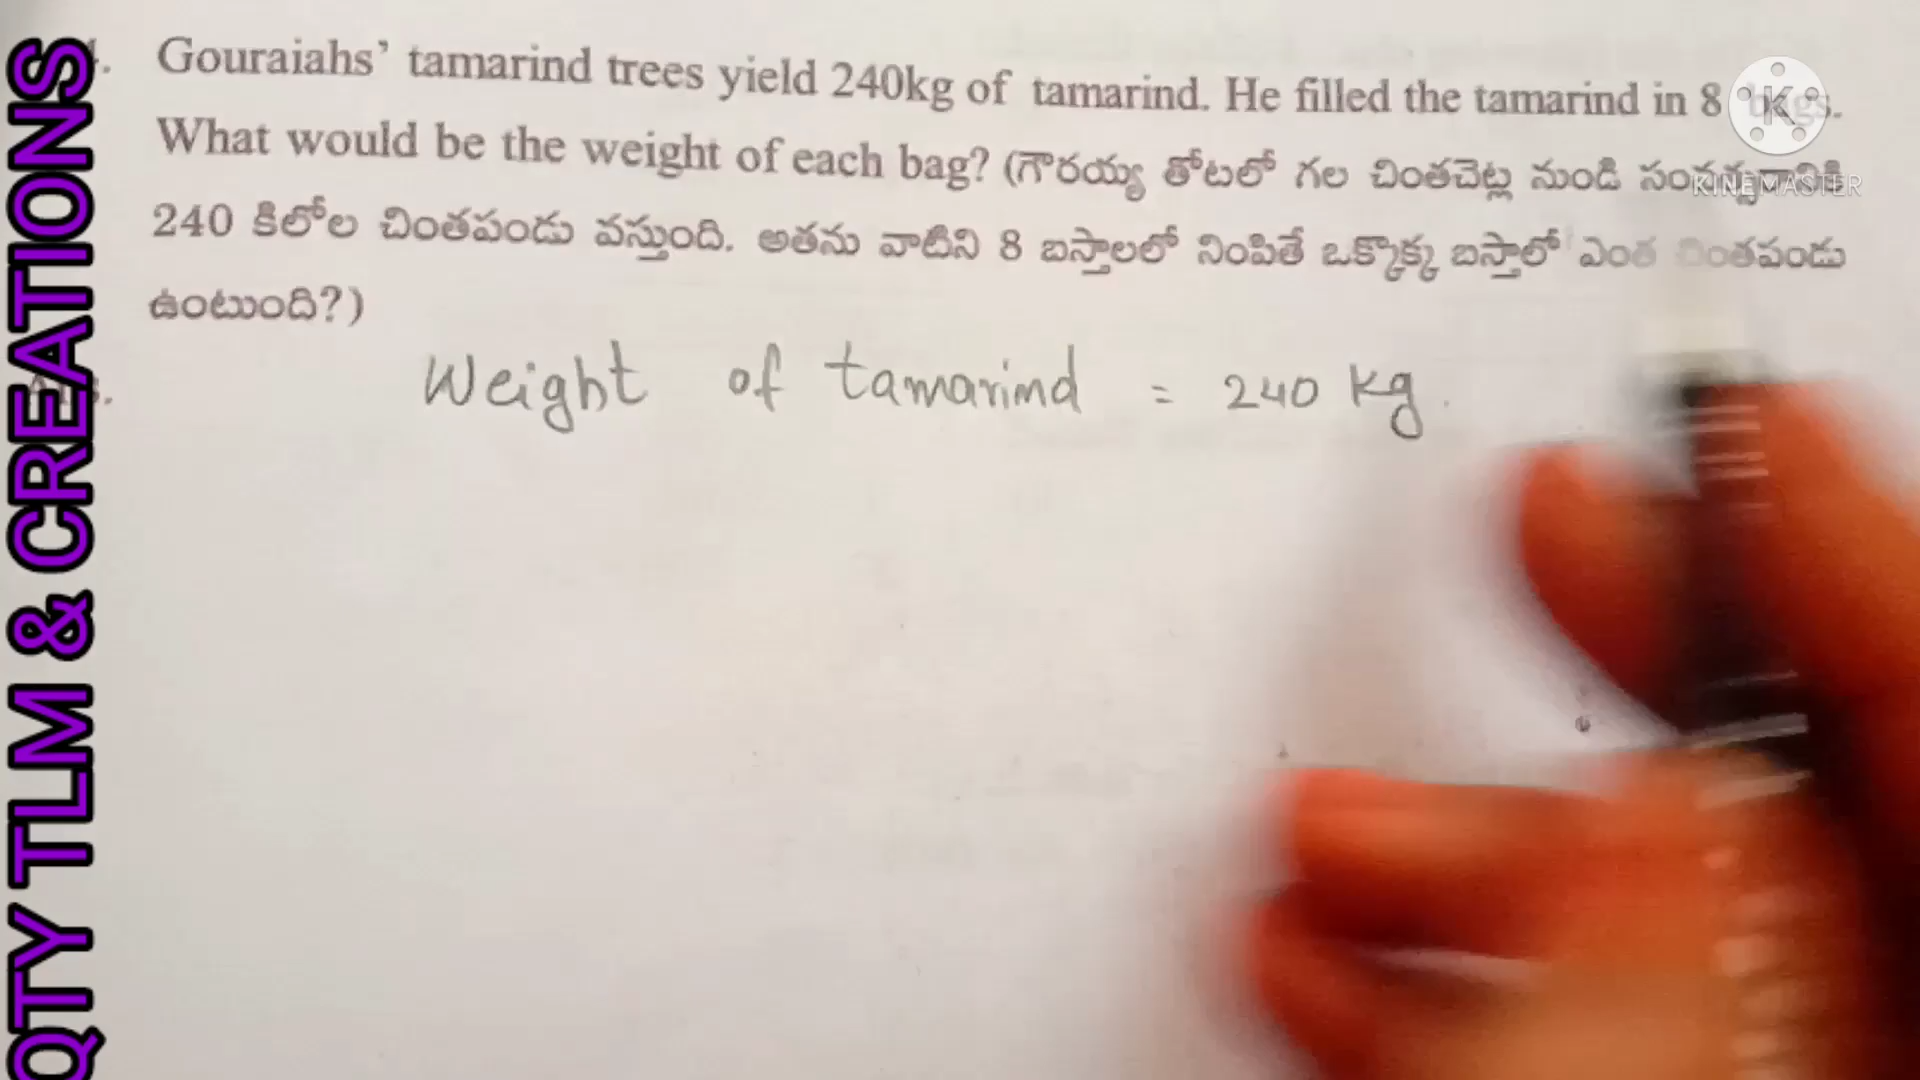 QTY TLM & CREATIONS
Gouraiahs' tamarind trees yield 240kg of tamarind. He filled the tamarind in 8
What would be the weight of each bag? (గౌరయ్య తోటలో గల చింతచెట్ల నుండి
KINEMASTER
240 కిలోల చింతపండు వస్తుంది. అతను వాటిని 8 బస్తాలలో నింపితే ఒక్కొక్క బస్తాలో ఎంత చింతపండు
ఉంటుంది?)
Weight of tamarind = 240 kg.